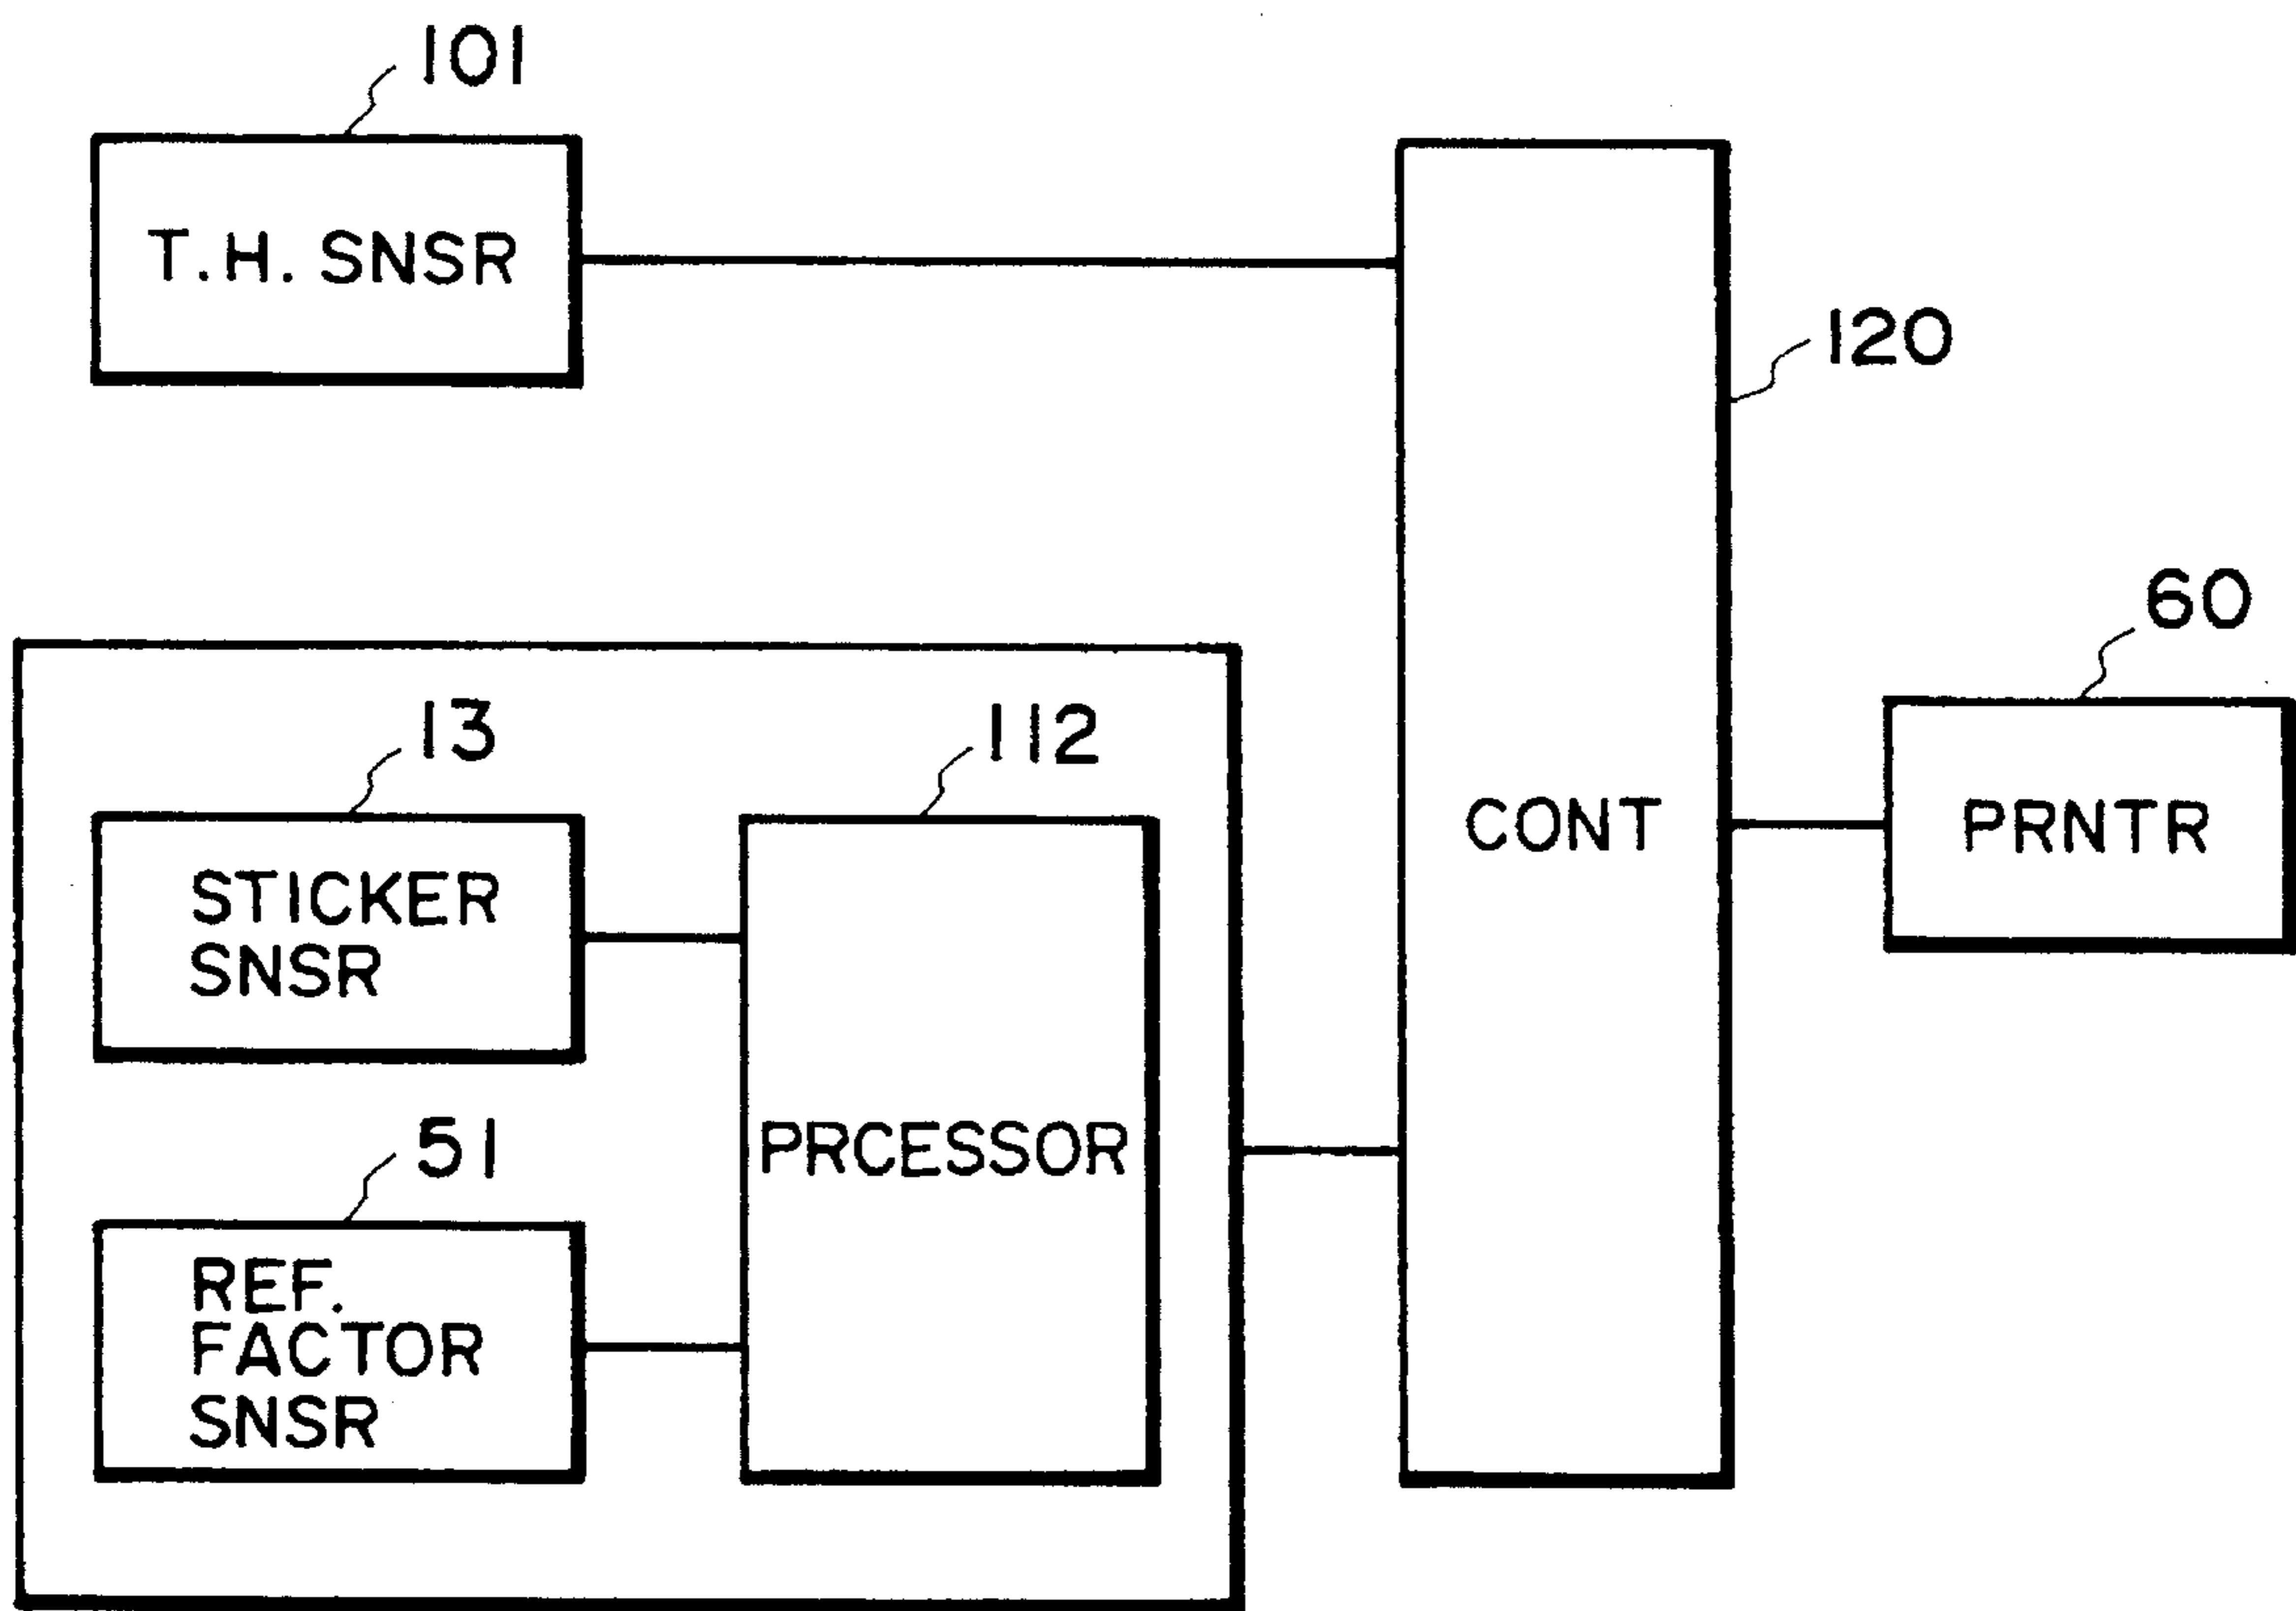 101
T.H. SNSR
120
60
13
112
STICKER
SNSR
CONT
PRNTR
51
PRCESSOR
REF.
FACTOR
SNSR